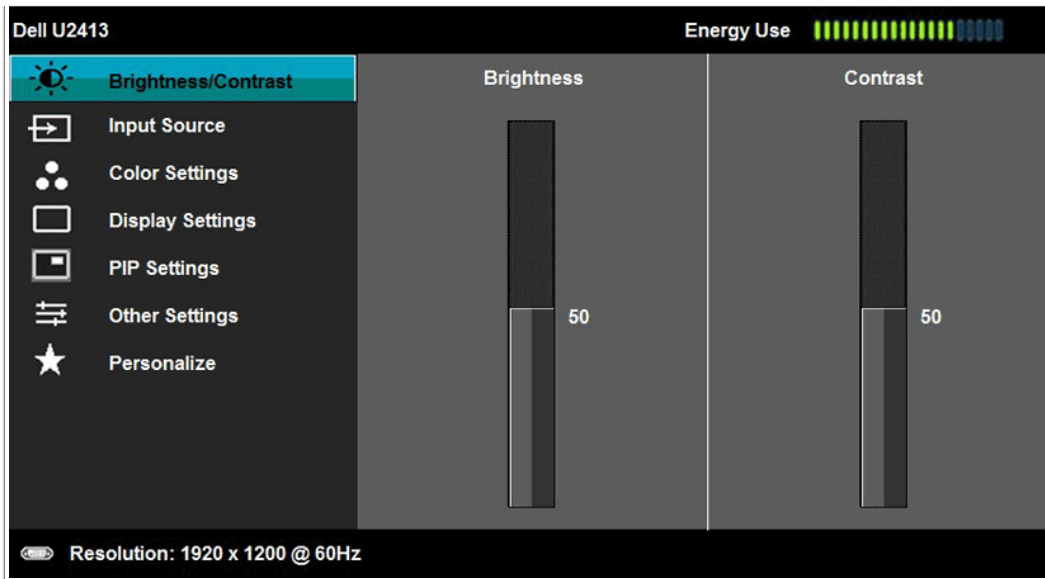 Dell U2413 Energy Use
Brightness/Contrast Brightness Contrast
Input Source
Color Settings
Display Settings
PIP Settings
Other Settings 50 50
Personalize
Resolution: 1920 x 1200 @ 60Hz